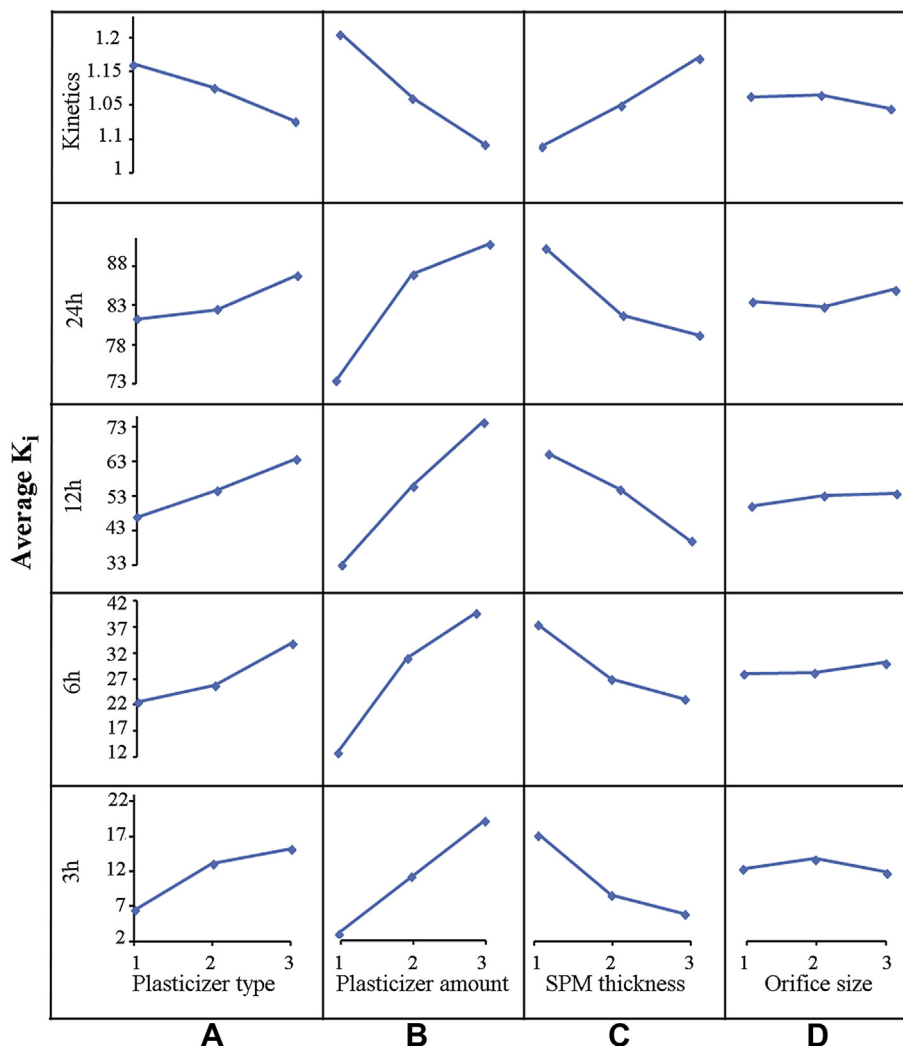 Average Ki
Kinetics
1.2
1.15
1.05
1.1
1
24h
88
83
78
73
12h
73
63
53
43
33
6h
42
37
32
27
22
17
12
3h
22
17
12
7
2
1 2 3 1 2 3 1 2 3 1 2 3
Plasticizer type Plasticizer amount SPM thickness Orifice size
A B C D